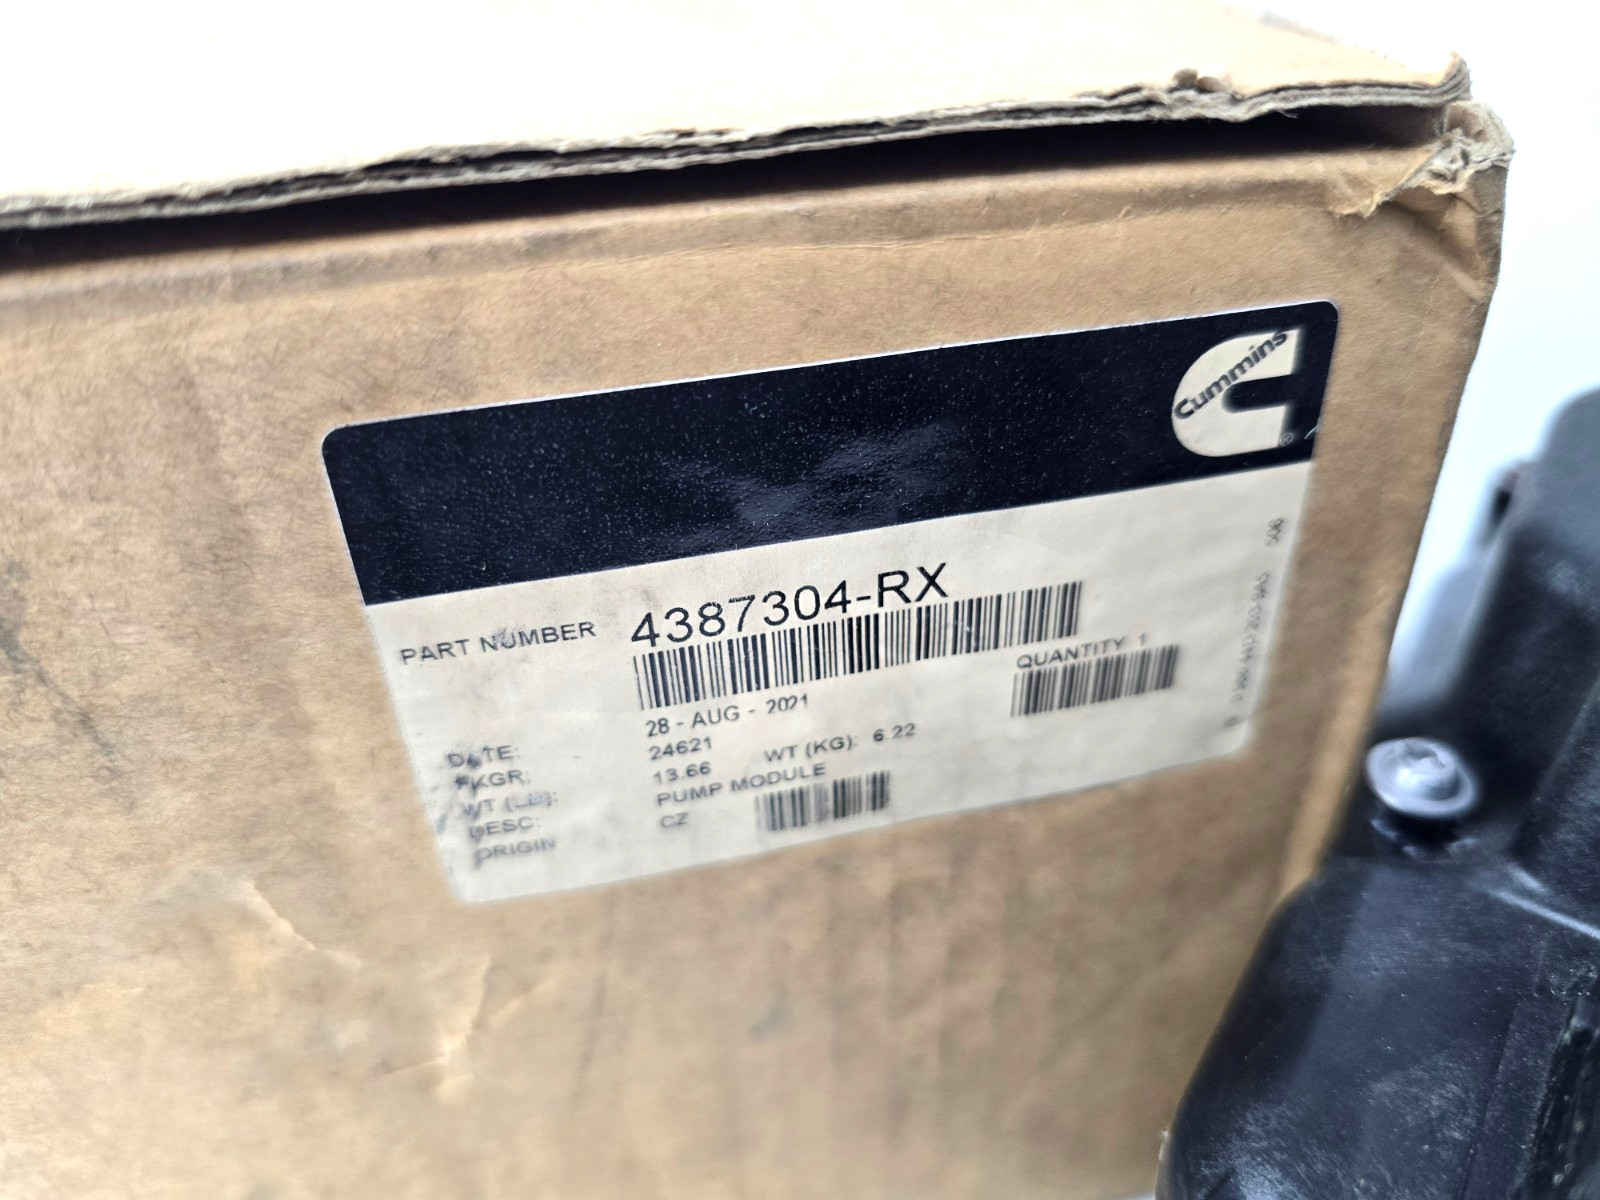 Cummins
®
PART NUMBER 4387304-RX
QUANTITY 1
DATE: 28 - AUG - 2021
PKGR: 24621
WT (LB): 13.66 WT (KG): 6.22
DESC: PUMP MODULE
ORIGIN CZ